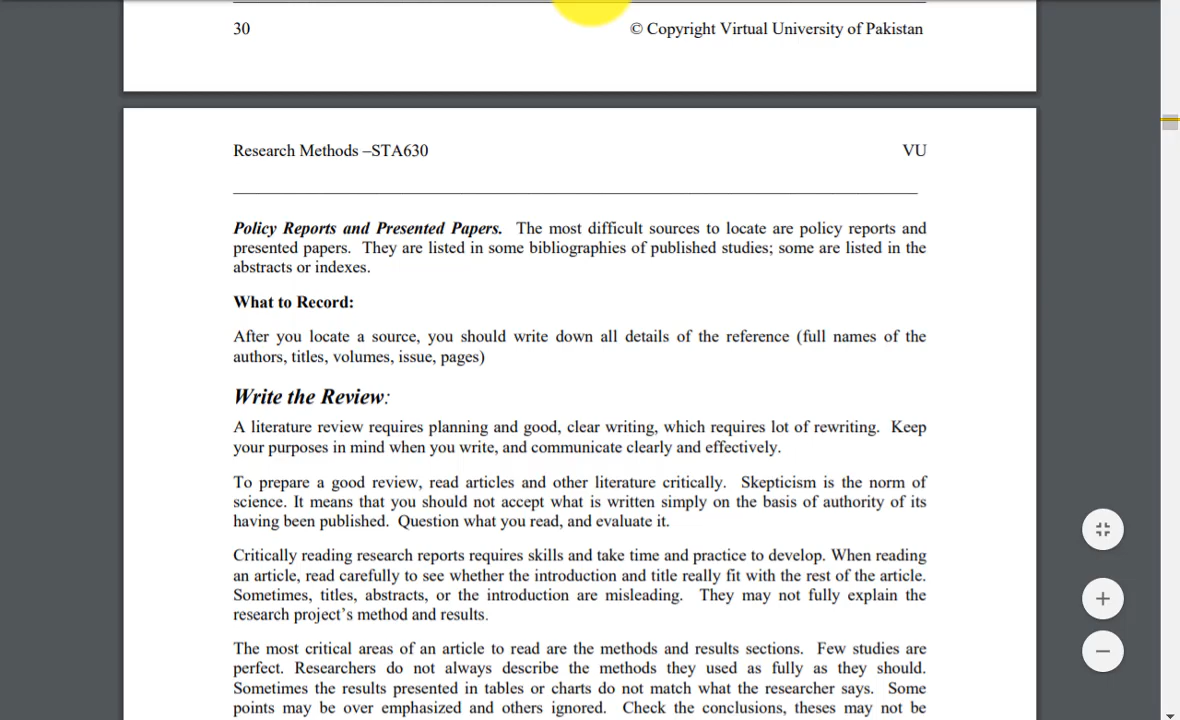 30 © Copyright Virtual University of Pakistan
Research Methods –STA630 VU
Policy Reports and Presented Papers. The most difficult sources to locate are policy reports and
presented papers. They are listed in some bibliographies of published studies; some are listed in the
abstracts or indexes.
What to Record:
After you locate a source, you should write down all details of the reference (full names of the
authors, titles, volumes, issue, pages)
Write the Review:
A literature review requires planning and good, clear writing, which requires lot of rewriting. Keep
your purposes in mind when you write, and communicate clearly and effectively.
To prepare a good review, read articles and other literature critically. Skepticism is the norm of
science. It means that you should not accept what is written simply on the basis of authority of its
having been published. Question what you read, and evaluate it.
Critically reading research reports requires skills and take time and practice to develop. When reading
an article, read carefully to see whether the introduction and title really fit with the rest of the article.
Sometimes, titles, abstracts, or the introduction are misleading. They may not fully explain the
research project's method and results.
The most critical areas of an article to read are the methods and results sections. Few studies are
perfect. Researchers do not always describe the methods they used as fully as they should.
Sometimes the results presented in tables or charts do not match what the researcher says. Some
points may be over emphasized and others ignored. Check the conclusions, theses may not be